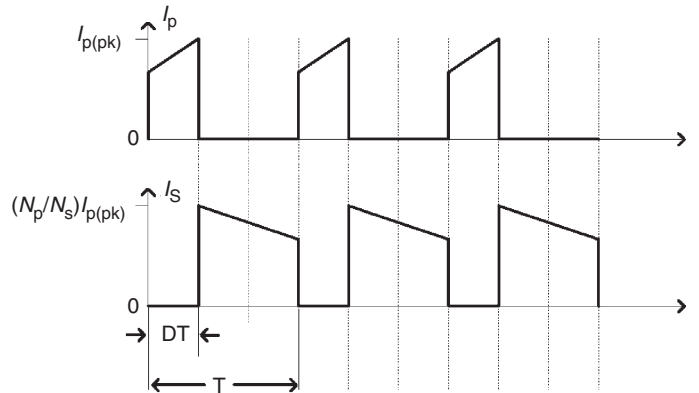 I_p
I_p(pk)
0
I_S
(N_p/N_s)I_p(pk)
0
DT
T